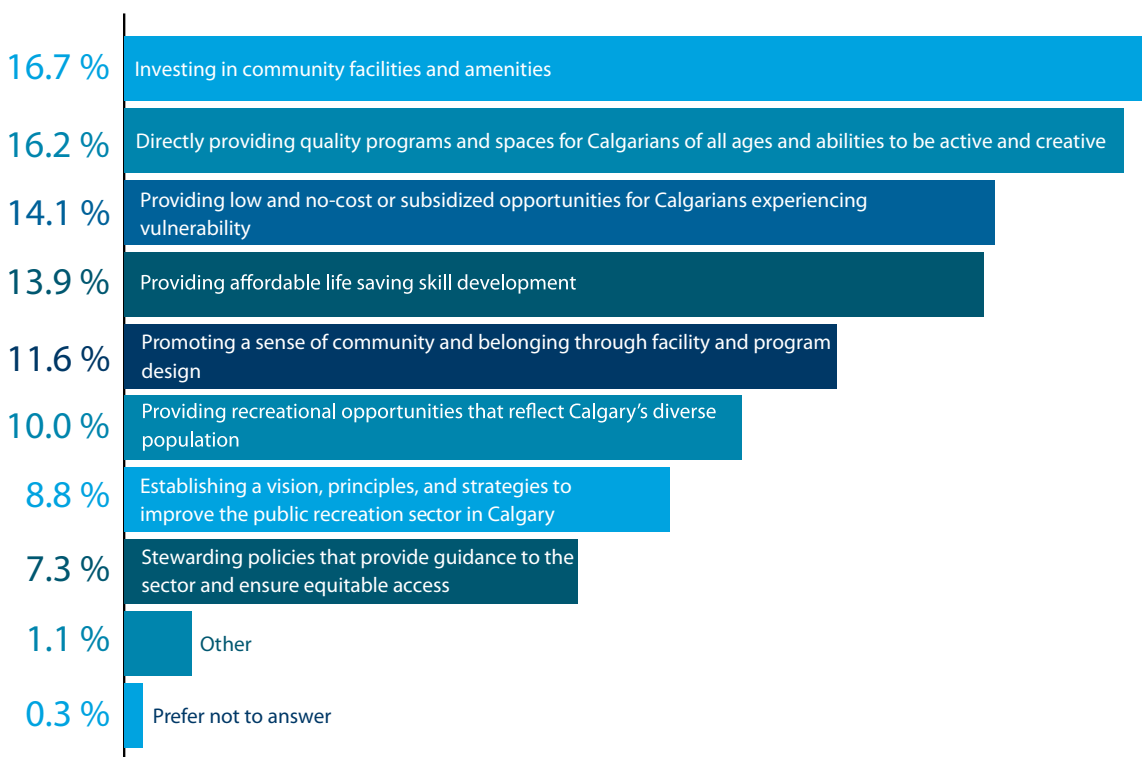 16.7 %
Investing in community facilities and amenities
16.2 %
Directly providing quality programs and spaces for Calgarians of all ages and abilities to be active and creative
14.1 %
Providing low and no-cost or subsidized opportunities for Calgarians experiencing
vulnerability
13.9 %
Providing affordable life saving skill development
11.6 %
Promoting a sense of community and belonging through facility and program
design
10.0 %
Providing recreational opportunities that reflect Calgary’s diverse
population
8.8 %
Establishing a vision, principles, and strategies to
improve the public recreation sector in Calgary
7.3 %
Stewarding policies that provide guidance to the
sector and ensure equitable access
1.1 %
Other
0.3 %
Prefer not to answer